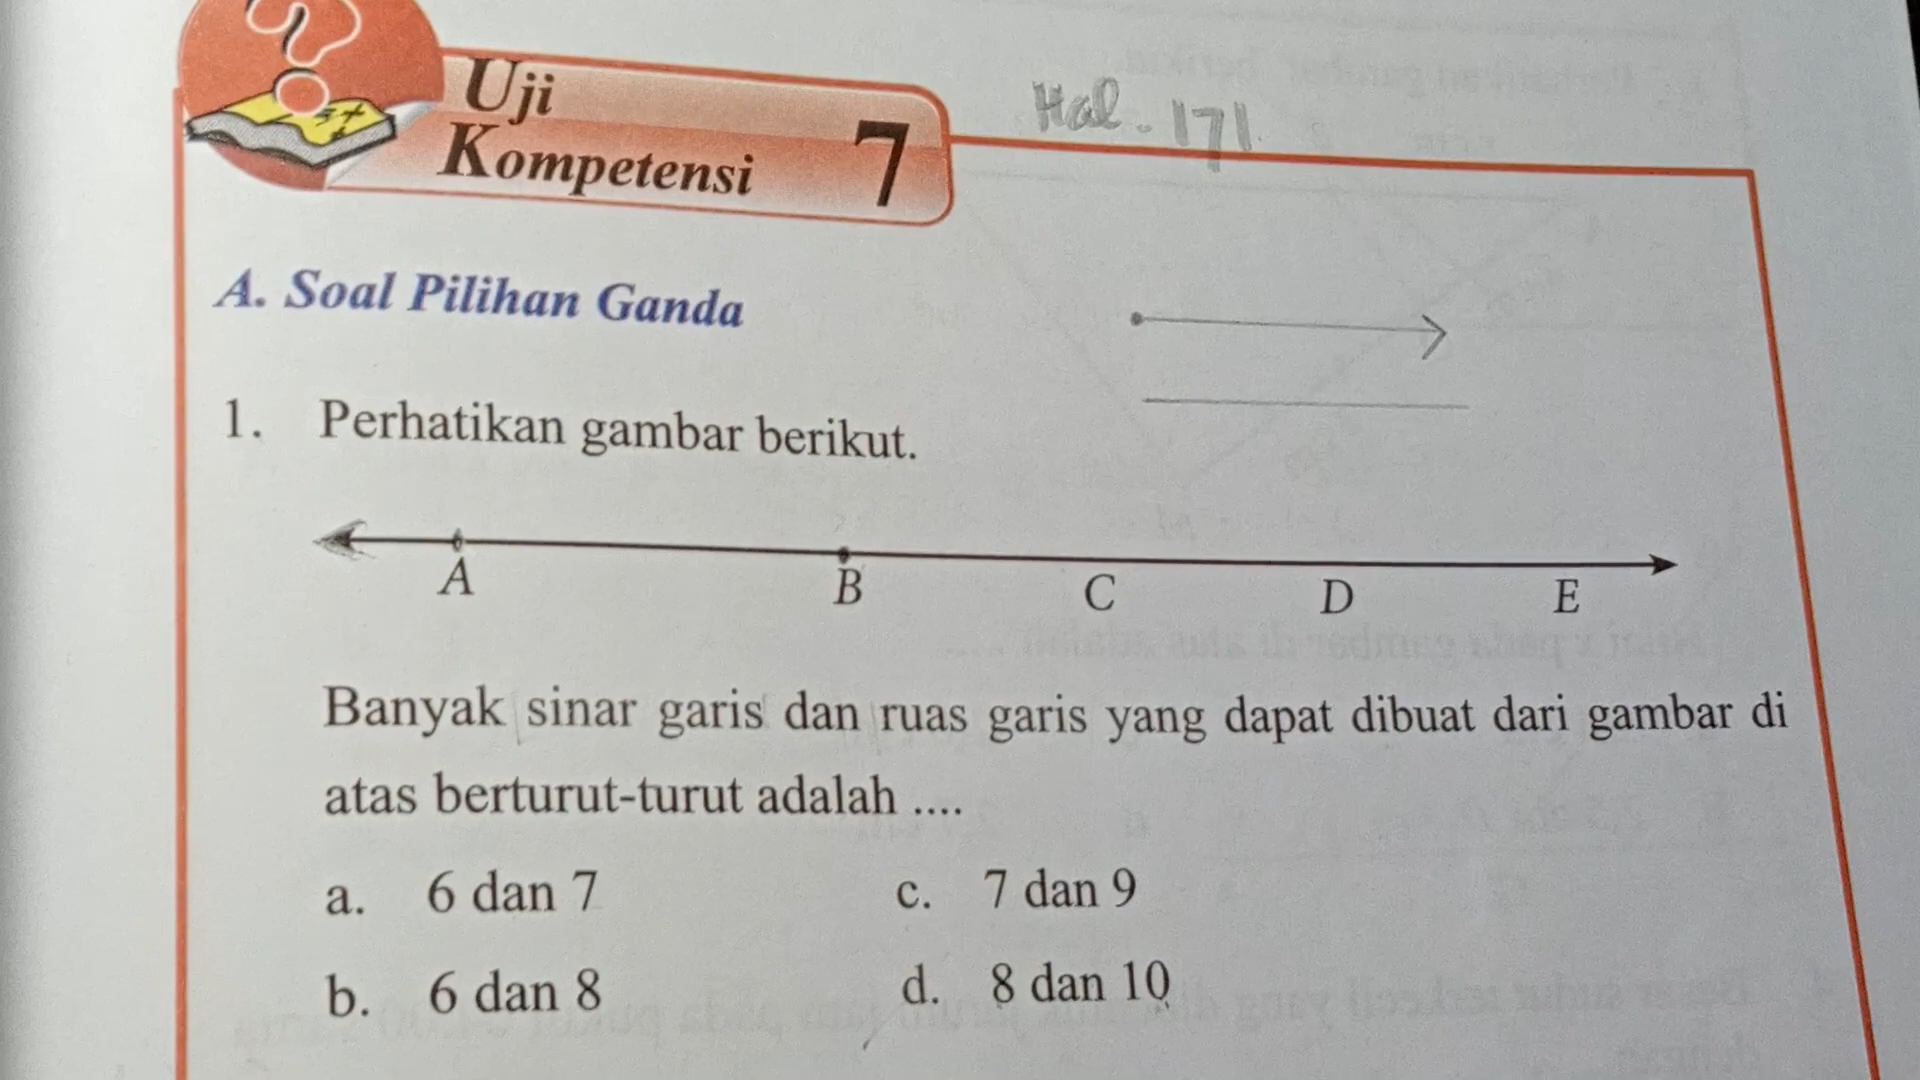 Uji
Kompetensi 7
Hal. 171
A. Soal Pilihan Ganda
1. Perhatikan gambar berikut.
A B C D E
Banyak sinar garis dan ruas garis yang dapat dibuat dari gambar di
atas berturut-turut adalah ....
a. 6 dan 7 c. 7 dan 9
b. 6 dan 8 d. 8 dan 10